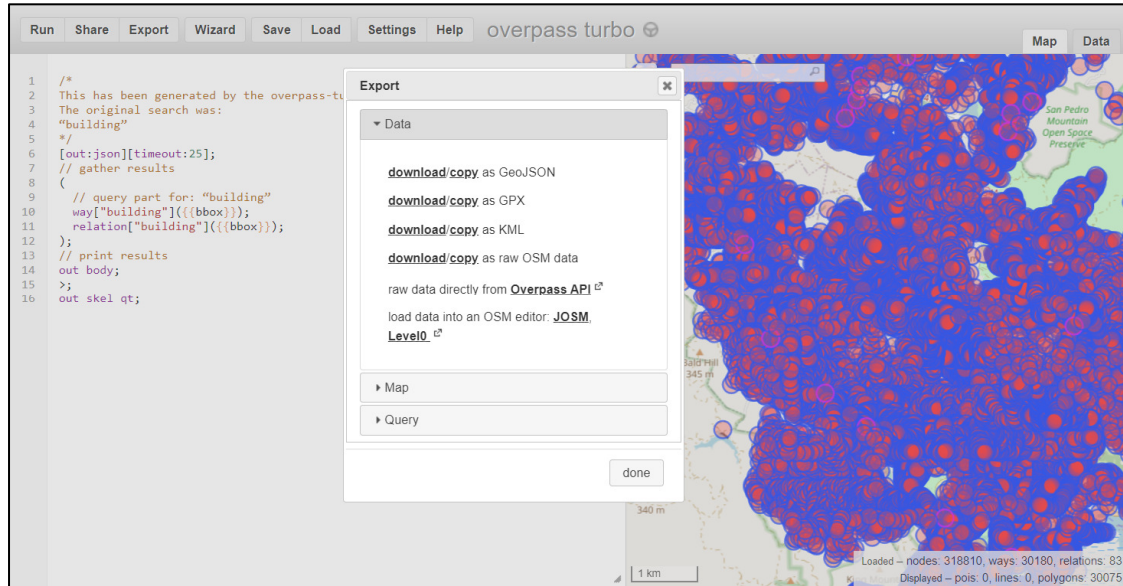 Run Share Export Wizard Save Load Settings Help overpass turbo
Map Data
1 /*
2 This has been generated by the overpass-tu
3 The original search was:
4 “building”
5 */
6 [out:json][timeout:25];
7 // gather results
8 (
9 // query part for: “building”
10 way["building"]({{bbox}});
11 relation["building"]({{bbox}});
12 );
13 // print results
14 out body;
15 >;
16 out skel qt;
Export
Data
download/copy as GeoJSON
download/copy as GPX
download/copy as KML
download/copy as raw OSM data
raw data directly from Overpass API
load data into an OSM editor: JOSM,
Level0
Map
Query
done
San Pedro
Mountain
Open Space
Preserve
Bald Hill
345 m
340 m
1 km
Loaded – nodes: 318810, ways: 30180, relations: 83
Displayed – pois: 0, lines: 0, polygons: 30075